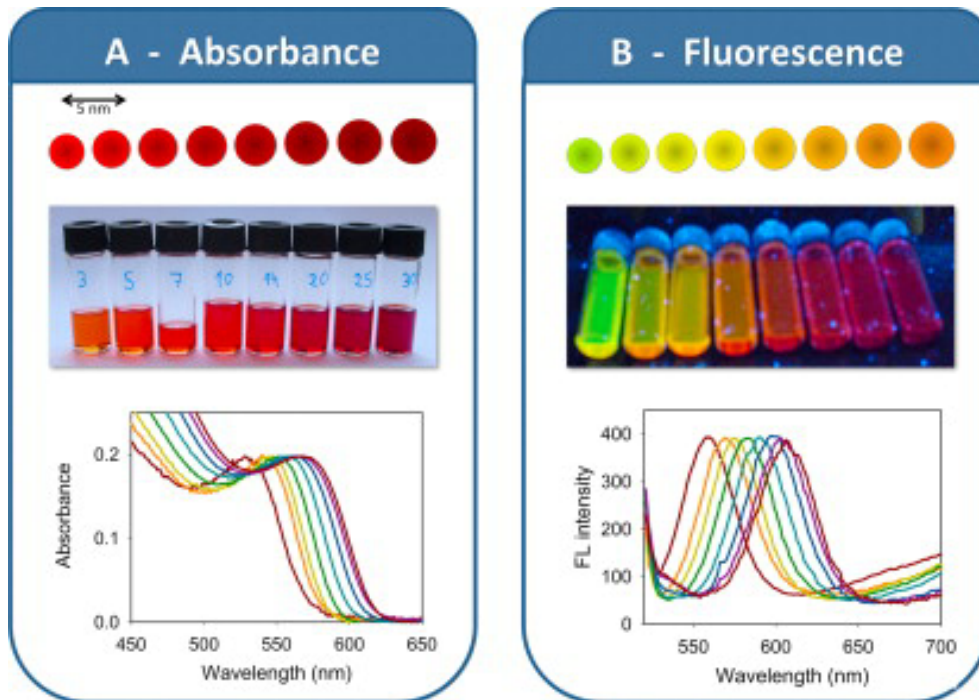 A - Absorbance
5 nm
3 5 7 10 14 20 25 30
0.2
0.1
0.0
Absorbance
450 500 550 600 650
Wavelength (nm)
B - Fluorescence
400
300
200
100
0
FL intensity
550 600 650 700
Wavelength (nm)